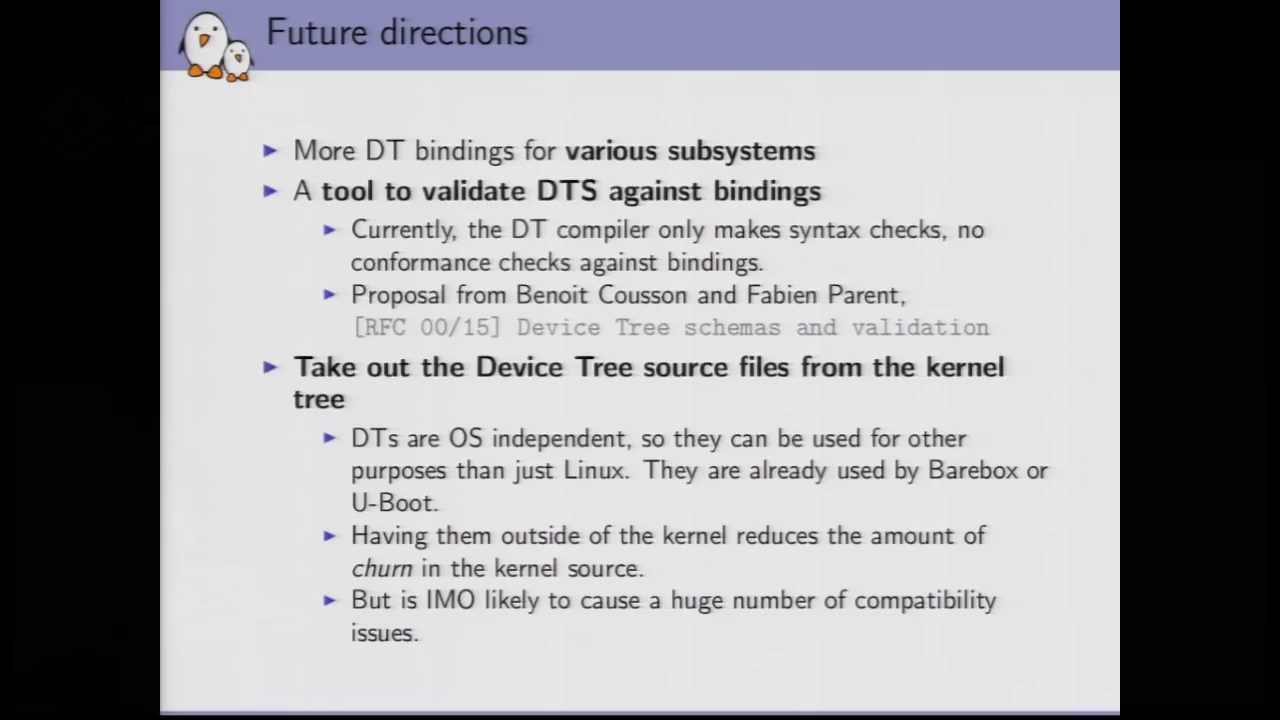 Future directions
▶ More DT bindings for various subsystems
▶ A tool to validate DTS against bindings
▶ Currently, the DT compiler only makes syntax checks, no
conformance checks against bindings.
▶ Proposal from Benoit Cousson and Fabien Parent,
[RFC 00/15] Device Tree schemas and validation
▶ Take out the Device Tree source files from the kernel
tree
▶ DTs are OS independent, so they can be used for other
purposes than just Linux. They are already used by Barebox or
U-Boot.
▶ Having them outside of the kernel reduces the amount of
churn in the kernel source.
▶ But is IMO likely to cause a huge number of compatibility
issues.